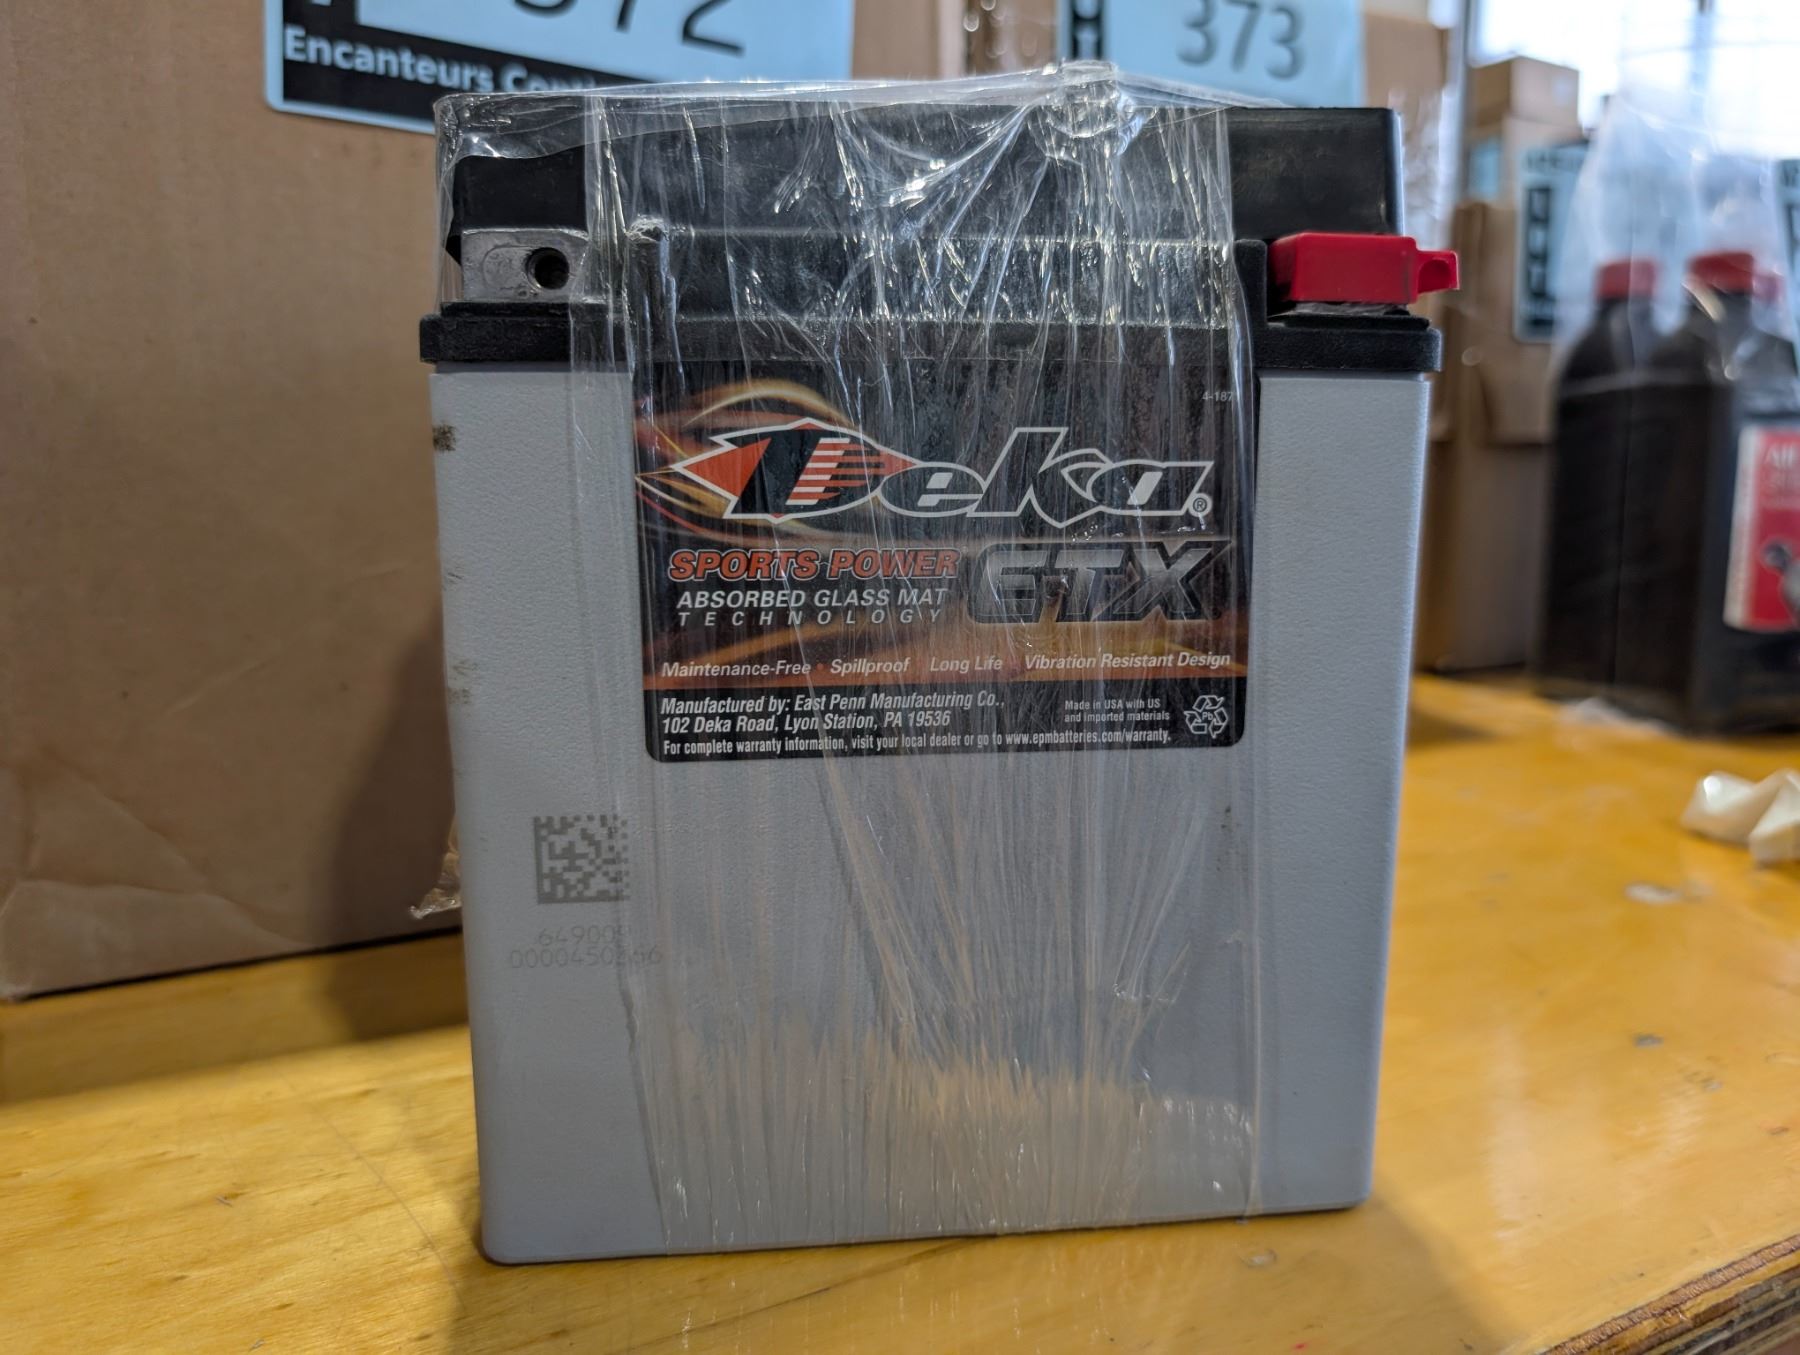 372
Encanteurs
373
4-187
Deka®
SPORTS POWER ETX
ABSORBED GLASS MAT
TECHNOLOGY
Maintenance-Free • Spillproof Long Life • Vibration Resistant Design
Manufactured by: East Penn Manufacturing Co.,
102 Deka Road, Lyon Station, PA 19536
For complete warranty information, visit your local dealer or go to www.epmbatteries.com/warranty.
Made in USA with US
and imported materials
Pb